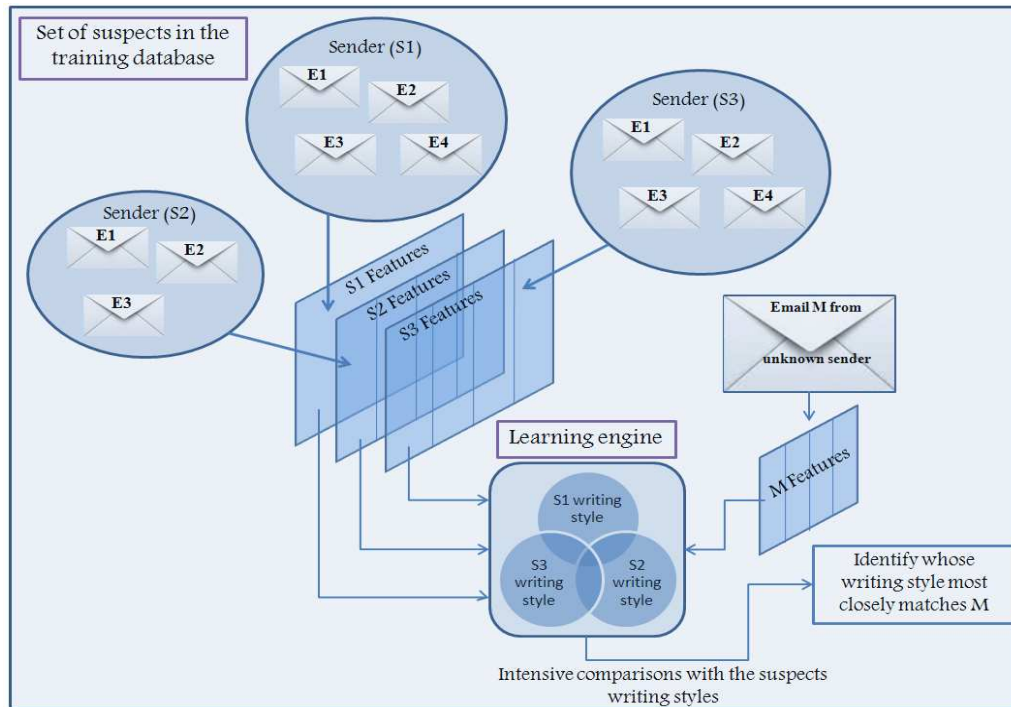 Set of suspects in the
training database
Sender (S1)
E1
E2
E3
E4
Sender (S3)
E1
E2
E3
E4
Sender (S2)
E1
E2
E3
S1 Features
S2 Features
S3 Features
Email M from
unknown sender
M Features
Learning engine
S1 writing
style
S3
writing
style
S2
writing
style
Identify whose
writing style most
closely matches M
Intensive comparisons with the suspects
writing styles